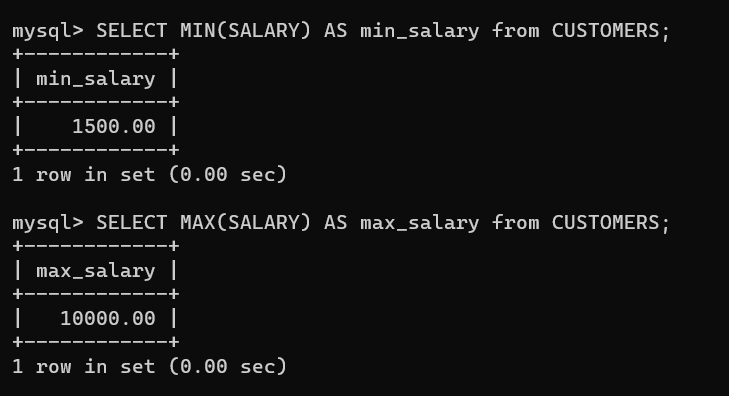 mysql> SELECT MIN(SALARY) AS min_salary from CUSTOMERS;
+------------+
| min_salary |
+------------+
|    1500.00 |
+------------+
1 row in set (0.00 sec)

mysql> SELECT MAX(SALARY) AS max_salary from CUSTOMERS;
+------------+
| max_salary |
+------------+
|   10000.00 |
+------------+
1 row in set (0.00 sec)